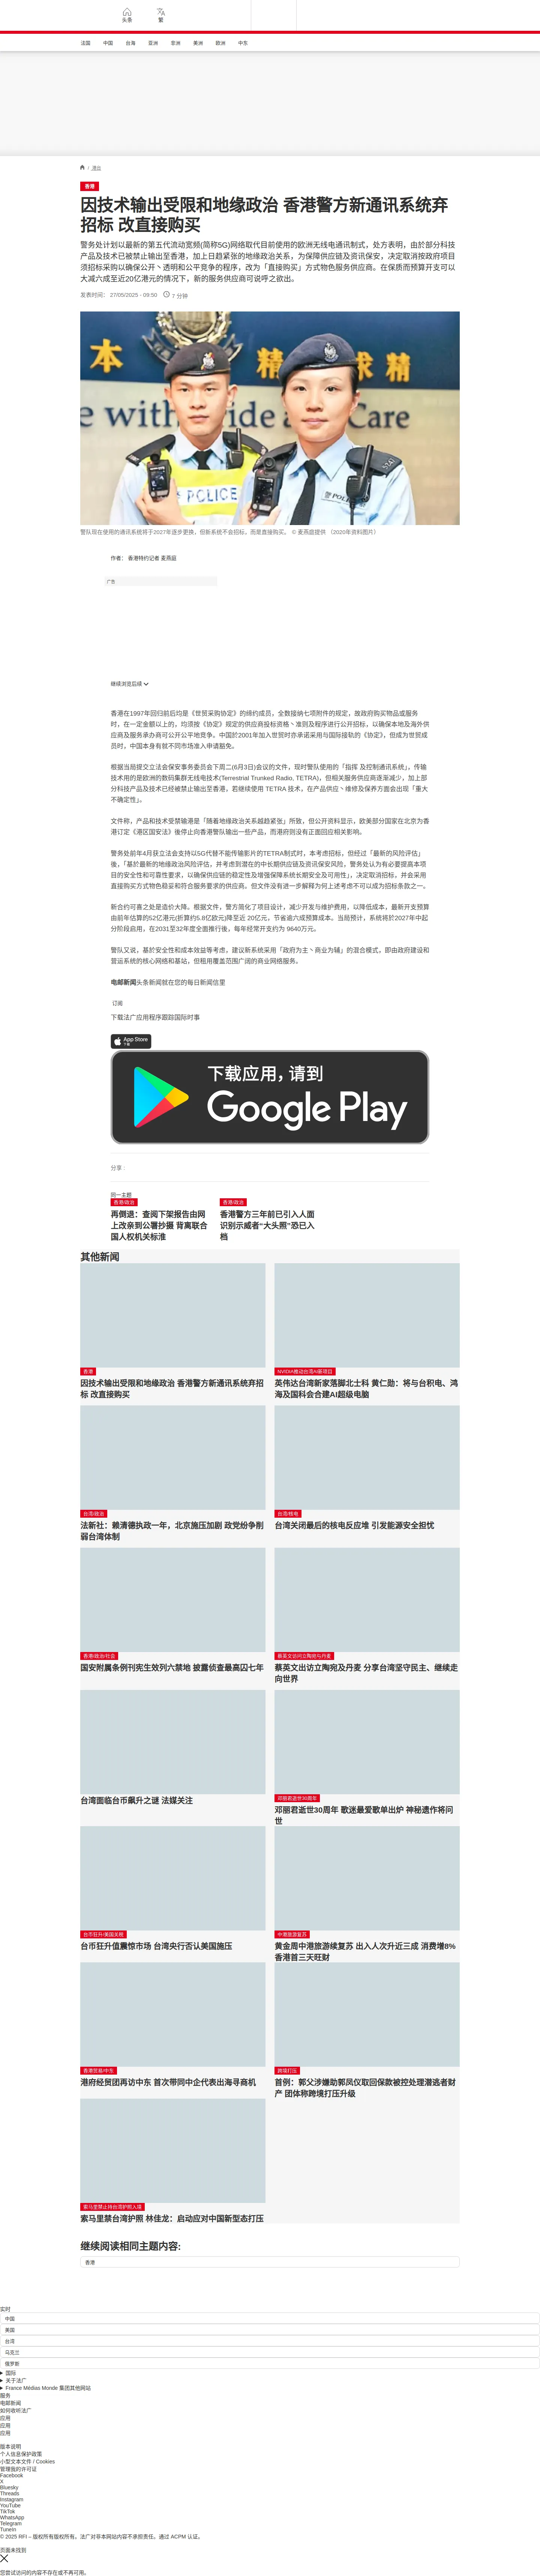 头条
繁
法国
中国
台海
亚洲
非洲
美洲
欧洲
中东
/ 港台
香港
因技术输出受限和地缘政治 香港警方新通讯系统弃
招标 改直接购买
警务处计划以最新的第五代流动宽频(简称5G)网络取代目前使用的欧洲无线电通讯制式，处方表明，由於部分科技
产品及技术已被禁止输出至香港，加上日趋紧张的地缘政治关系，为保障供应链及资讯保安，决定取消按政府项目
须招标采购以确保公开丶透明和公平竞争的程序，改为「直接购买」方式物色服务供应商。在保质而预算开支可以
大减六成至近20亿港元的情况下，新的服务供应商可说呼之欲出。
发表时间： 27/05/2025 - 09:50
7 分钟
本
精
e with
ide a
Care
POLICE
警队现在使用的通讯系统将于2027年逐步更换。但新系统不会招标，而是直接购买。 © 麦燕庭提供 （2020年资料图片）
作者： 香港特约记者 麦燕庭
广告
继续浏览后续
香港在1997年回归前后均是《世贸采购协定》的缔约成员，全数接纳七项附件的规定，故政府购买物品或服务
时，在一定金额以上的，均须按《协定》规定的供应商投标资格丶准则及程序进行公开招标，以确保本地及海外供
应商及服务承办商可公开公平地竞争。中国於2001年加入世贸时亦承诺采用与国际接轨的《协定》，但成为世贸成
员时，中国本身有就不同市场准入申请豁免。
根据当局提交立法会保安事务委员会下周二(6月3日)会议的文件，现时警队使用的「指挥 及控制通讯系统」，传输
技术用的是欧洲的数码集群无线电技术(Terrestrial Trunked Radio, TETRA)，但相关服务供应商逐渐减少，加上部
分科技产品及技术已经被禁止输出至香港，若继续使用 TETRA 技术，在产品供应丶维修及保养方面会出现「重大
不确定性」。
文件称，产品和技术受禁输港是「随著地缘政治关系越趋紧张」所致，但公开资料显示，欧美部分国家在北京为香
港订定《港区国安法》後停止向香港警队输出一些产品，而港府则没有正面回应相关影响。
警务处前年4月获立法会支持以5G代替不能传输影片的TETRA制式时，本考虑招标，但经过「最新的风险评估」
後，「基於最新的地缘政治风险评估，并考虑到潜在的中长期供应链及资讯保安风险，警务处认为有必要提高本项
目的安全性和可靠性要求，以确保供应链的稳定性及增强保障系统长期安全及可用性」，决定取消招标，并会采用
直接购买方式物色稳妥和符合服务要求的供应商。但文件没有进一步解释为何上述考虑不可以成为招标条款之一。
新合约可喜之处是造价大降。根据文件，警方简化了项目设计，减少开发与维护费用，以降低成本，最新开支预算
由前年估算的52亿港元(折算约5.8亿欧元)降至近 20亿元，节省逾六成预算成本。当局预计，系统将於2027年中起
分阶段启用，在2031至32年度全面推行後，每年经常开支约为 9640万元。
警队又说，基於安全性和成本效益等考虑，建议新系统采用「政府为主丶商业为辅」的混合模式，即由政府建设和
营运系统的核心网络和基站，但租用覆盖范围广阔的商业网络服务。
电邮新闻头条新闻就在您的每日新闻信里
订阅
下载法广应用程序跟踪国际时事
App Store
下载应用，请到
Google Play
分享 :
同一主题
香港/政治
再倒退：查阅下架报告由网
上改亲到公署抄摄 背离联合
国人权机关标准
香港/政治
香港警方三年前已引入人面
识别示威者“大头照”恐已入
档
其他新闻
香港
因技术输出受限和地缘政治 香港警方新通讯系统弃招
标 改直接购买
NVIDIA推动台湾AI新项目
英伟达台湾新家落脚北士科 黄仁勋：将与台积电、鸿
海及国科会合建AI超级电脑
台湾/政治
法新社：赖清德执政一年，北京施压加剧 政党纷争削
弱台湾体制
台湾/核电
台湾关闭最后的核电反应堆 引发能源安全担忧
香港/政治/社会
国安附属条例刊宪生效列六禁地 披露侦查最高囚七年
蔡英文访问立陶宛与丹麦
蔡英文出访立陶宛及丹麦 分享台湾坚守民主、继续走
向世界
台湾面临台币飙升之谜 法媒关注
邓丽君逝世30周年
邓丽君逝世30周年 歌迷最爱歌单出炉 神秘遗作将问
世
台币狂升/美国关税
台币狂升值震惊市场 台湾央行否认美国施压
中港旅游复苏
黄金周中港旅游续复苏 出入人次升近三成 消费增8%
香港首三天旺财
香港贸易/中东
港府经贸团再访中东 首次带同中企代表出海寻商机
跨境打压
首例：郭父涉嫌助郭凤仪取回保款被控处理潜逃者财
产 团体称跨境打压升级
索马里禁止持台湾护照入境
索马里禁台湾护照 林佳龙：启动应对中国新型态打压
继续阅读相同主题内容:
香港
实时
中国
美国
台湾
乌克兰
俄罗斯
国际
关于法广
France Médias Monde 集团其他网站
服务
电邮新闻
如何收听法广
应用
应用
应用
版本说明
个人信息保护政策
小型文本文件 / Cookies
管理我的许可证
Facebook
X
Bluesky
Threads
Instagram
YouTube
TikTok
WhatsApp
Telegram
TuneIn
© 2025 RFI – 版权所有版权所有。法广对非本网站内容不承担责任。通过 ACPM 认证。
页面未找到
您尝试访问的内容不存在或不再可用。